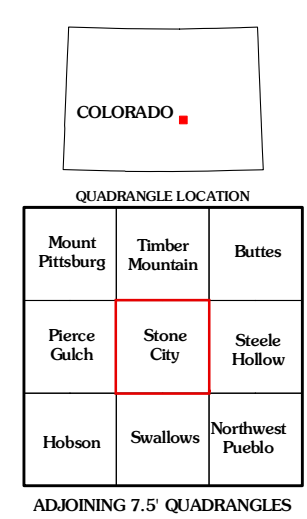 COLORADO
QUADRANGLE LOCATION
Mount
Pittsburg
Timber
Mountain
Buttes
Pierce
Gulch
Stone
City
Steele
Hollow
Hobson
Swallows
Northwest
Pueblo
ADJOINING 7.5' QUADRANGLES